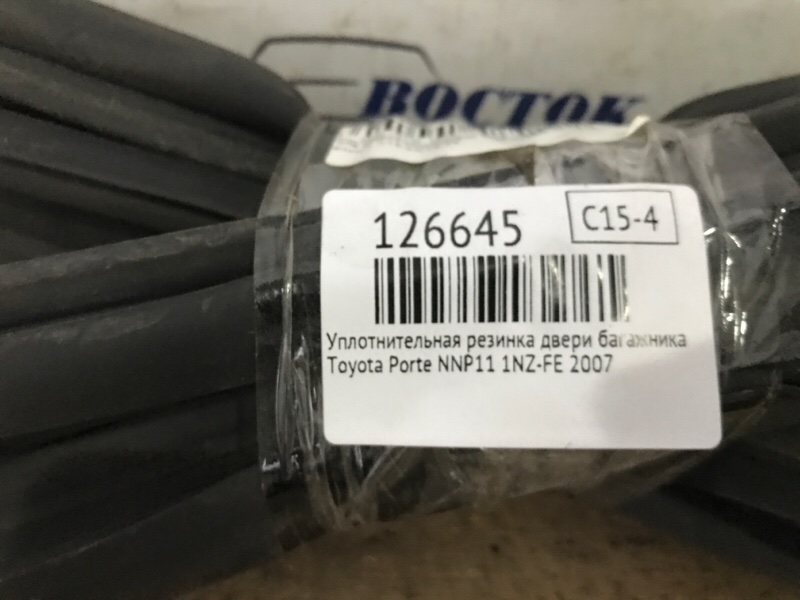 ВОСТОК
126645
C15-4
Уплотнительная резинка двери багажника
Toyota Porte NNP11 1NZ-FE 2007